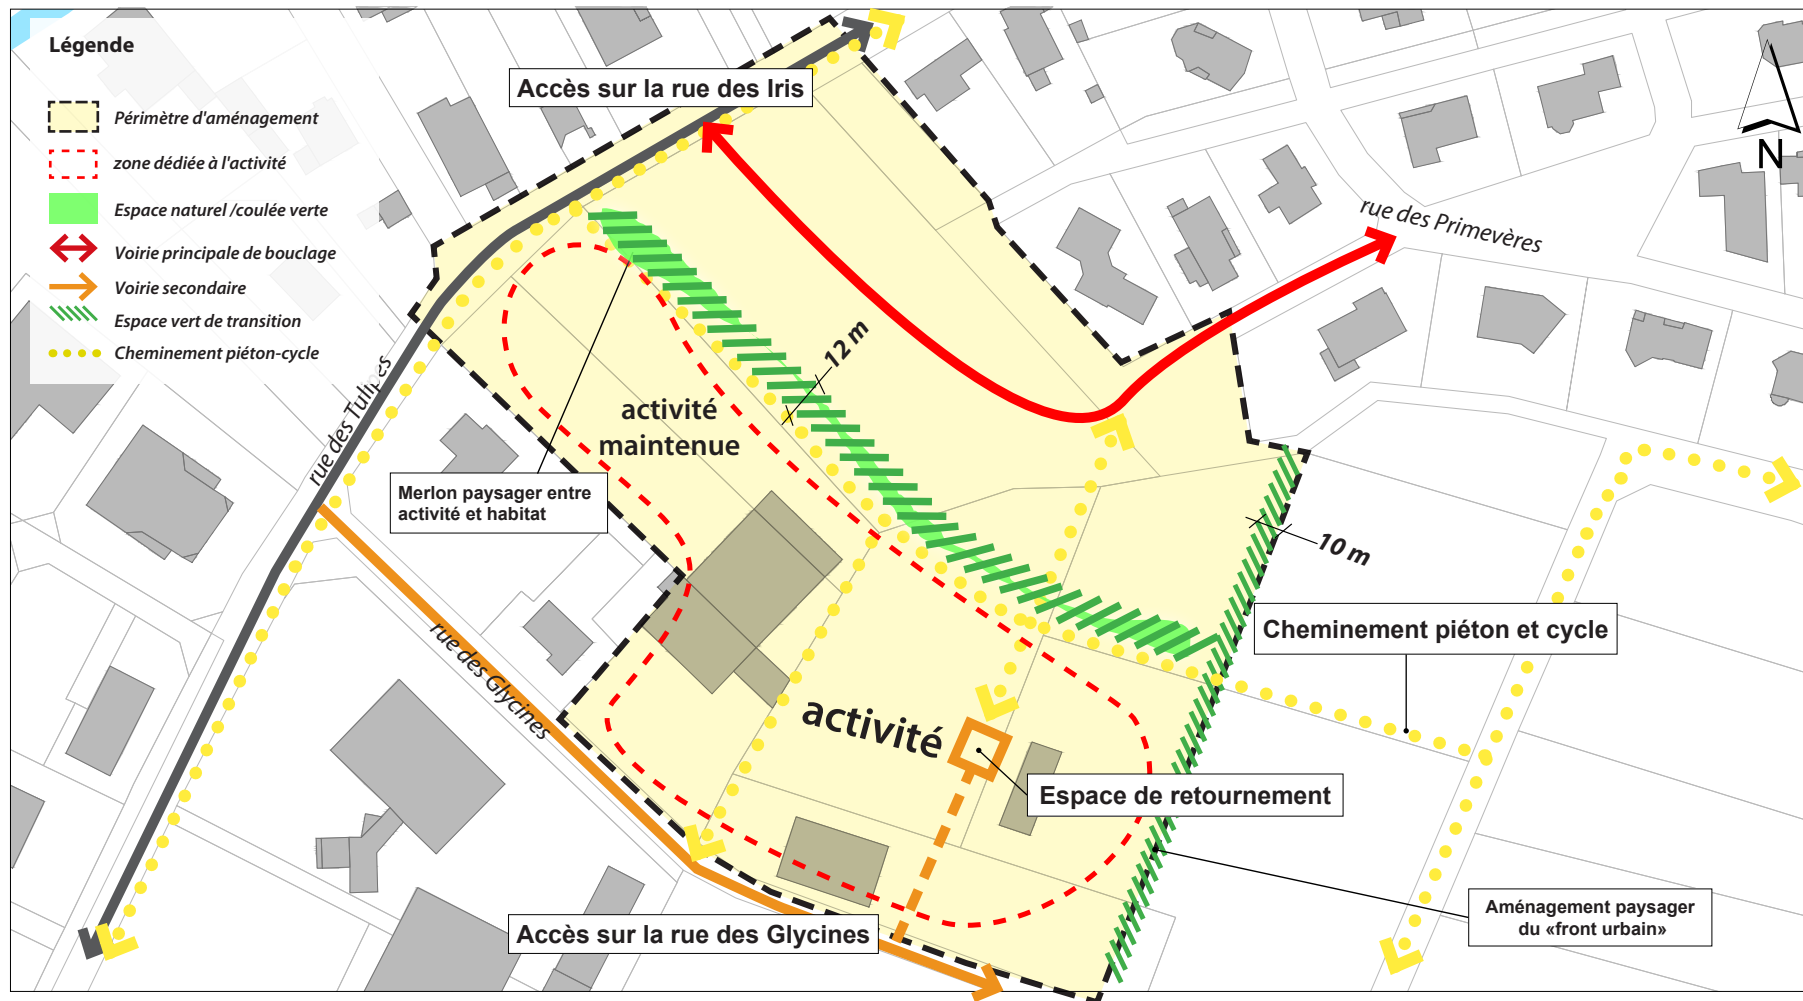 Légende
Périmètre d'aménagement
zone dédiée à l'activité
Espace naturel /coulée verte
Voirie principale de bouclage
Voirie secondaire
Espace vert de transition
Cheminement piéton-cycle
Accès sur la rue des Iris
N
rue des Primevères
12 m
rue des Tulipes
activité
maintenue
Merlon paysager entre
activité et habitat
10 m
Cheminement piéton et cycle
rue des Glycines
activité
Espace de retournement
Aménagement paysager
du «front urbain»
Accès sur la rue des Glycines